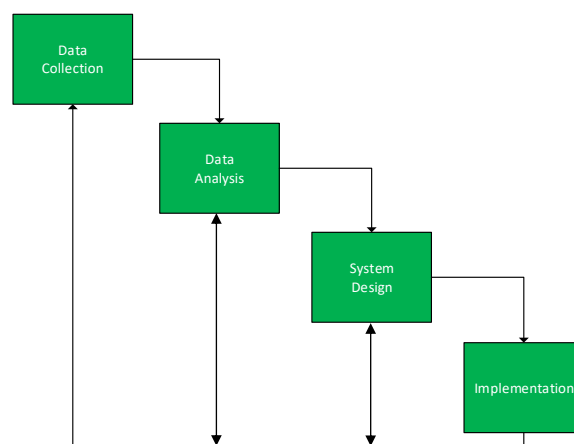 Data
Collection
Data
Analysis
System
Design
Implementation